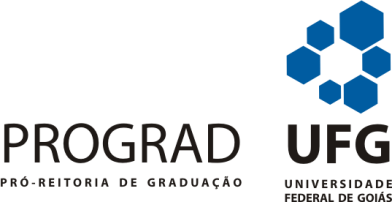 PROGRAD
PRÓ-REITORIA DE GRADUAÇÃO
UFG
UNIVERSIDADE
FEDERAL DE GOIÁS